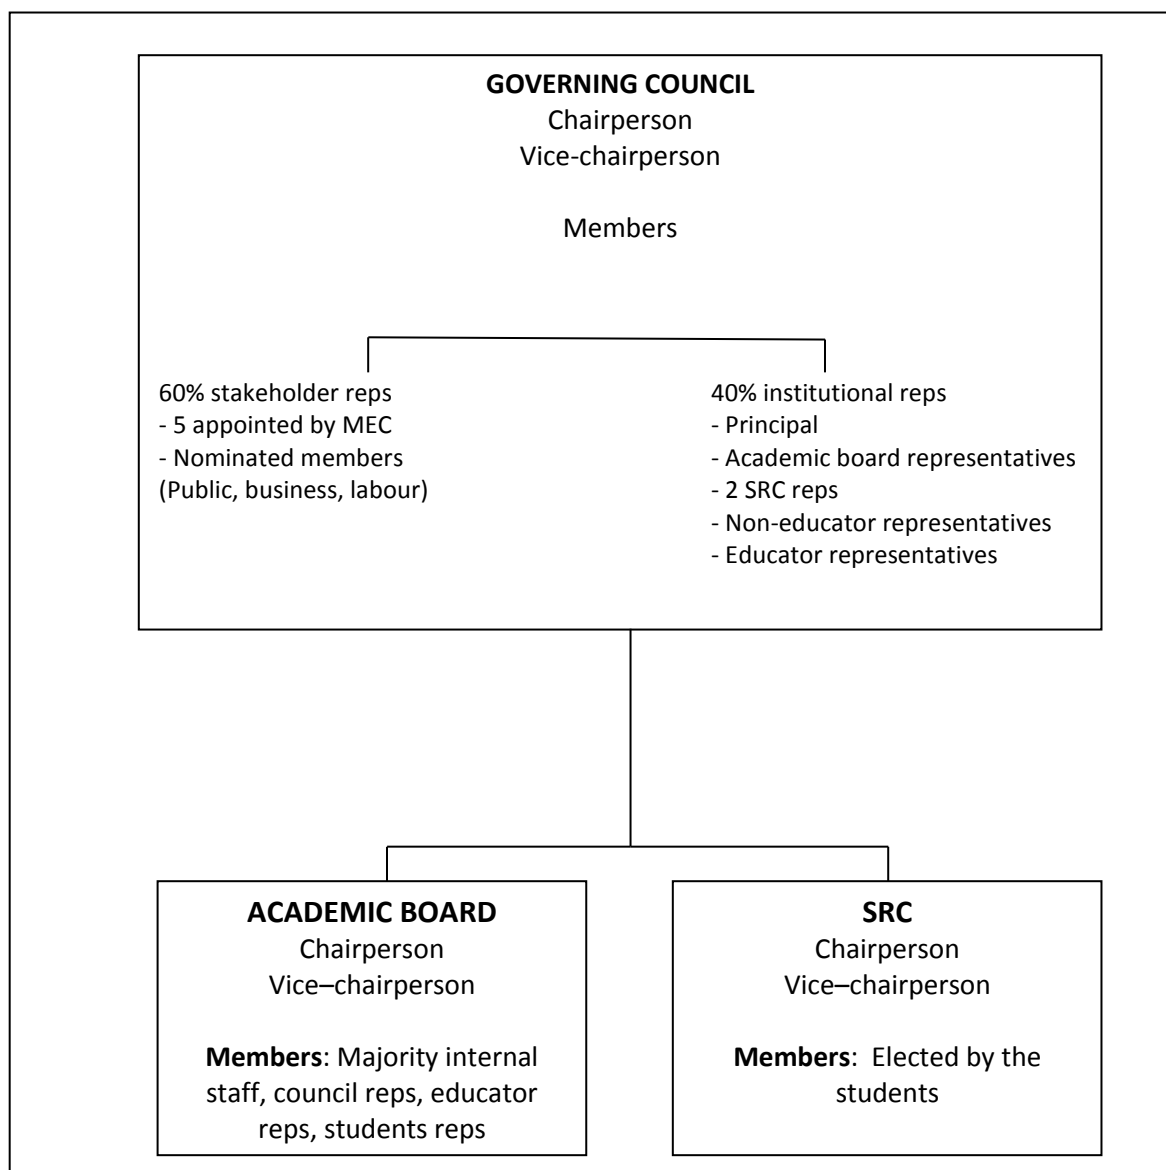 GOVERNING COUNCIL
Chairperson
Vice-chairperson
Members
60% stakeholder reps
- 5 appointed by MEC
- Nominated members
(Public, business, labour)
40% institutional reps
- Principal
- Academic board representatives
- 2 SRC reps
- Non-educator representatives
- Educator representatives
ACADEMIC BOARD
Chairperson
Vice–chairperson
Members: Majority internal
staff, council reps, educator
reps, students reps
SRC
Chairperson
Vice–chairperson
Members:  Elected by the
students